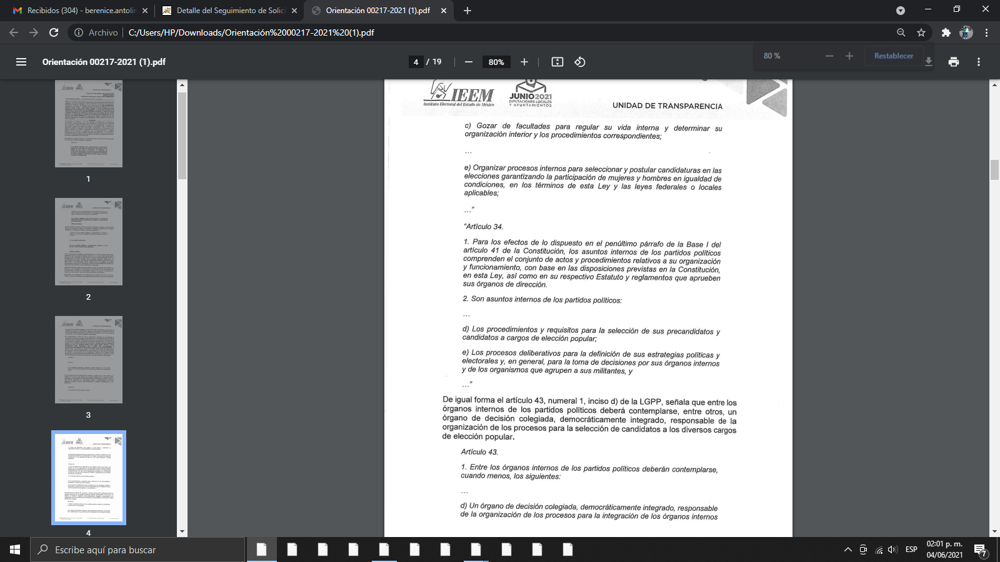 Recibidos (304) - berenice.antolin
Detalle del Seguimiento de Solici
Orientación 00217-2021 (1).pdf
Archivo
C:/Users/HP/Downloads/Orientación%2000217-2021%20(1).pdf
Orientación 00217-2021 (1).pdf
4 / 19
80%
80 %
Restablecer
1
2
3
4
IEEM
Instituto Electoral del Estado de México
JUNIO2021
DIPUTACIONES LOCALES
Y AYUNTAMIENTOS
UNIDAD DE TRANSPARENCIA
c) Gozar de facultades para regular su vida interna y determinar su
organización interior y los procedimientos correspondientes;
...
e) Organizar procesos internos para seleccionar y postular candidaturas en las
elecciones garantizando la participación de mujeres y hombres en igualdad de
condiciones, en los términos de esta Ley y las leyes federales o locales
aplicables;
..."
"Artículo 34.
1. Para los efectos de lo dispuesto en el penúltimo párrafo de la Base I del
artículo 41 de la Constitución, los asuntos internos de los partidos políticos
comprenden el conjunto de actos y procedimientos relativos a su organización
y funcionamiento, con base en las disposiciones previstas en la Constitución,
en esta Ley, así como en su respectivo Estatuto y reglamentos que aprueben
sus órganos de dirección.
2. Son asuntos internos de los partidos políticos:
...
d) Los procedimientos y requisitos para la selección de sus precandidatos y
candidatos a cargos de elección popular;
e) Los procesos deliberativos para la definición de sus estrategias políticas y
electorales y, en general, para la toma de decisiones por sus órganos internos
y de los organismos que agrupen a sus militantes, y
..."
De igual forma el artículo 43, numeral 1, inciso d) de la LGPP, señala que entre los
órganos internos de los partidos políticos deberá contemplarse, entre otros, un
órgano de decisión colegiada, democráticamente integrado, responsable de la
organización de los procesos para la selección de candidatos a los diversos cargos
de elección popular.
Artículo 43.
1. Entre los órganos internos de los partidos políticos deberán contemplarse,
cuando menos, los siguientes:
...
d) Un órgano de decisión colegiada, democráticamente integrado, responsable
de la organización de los procesos para la integración de los órganos internos
Escribe aquí para buscar
ESP
02:01 p. m.
04/06/2021
7